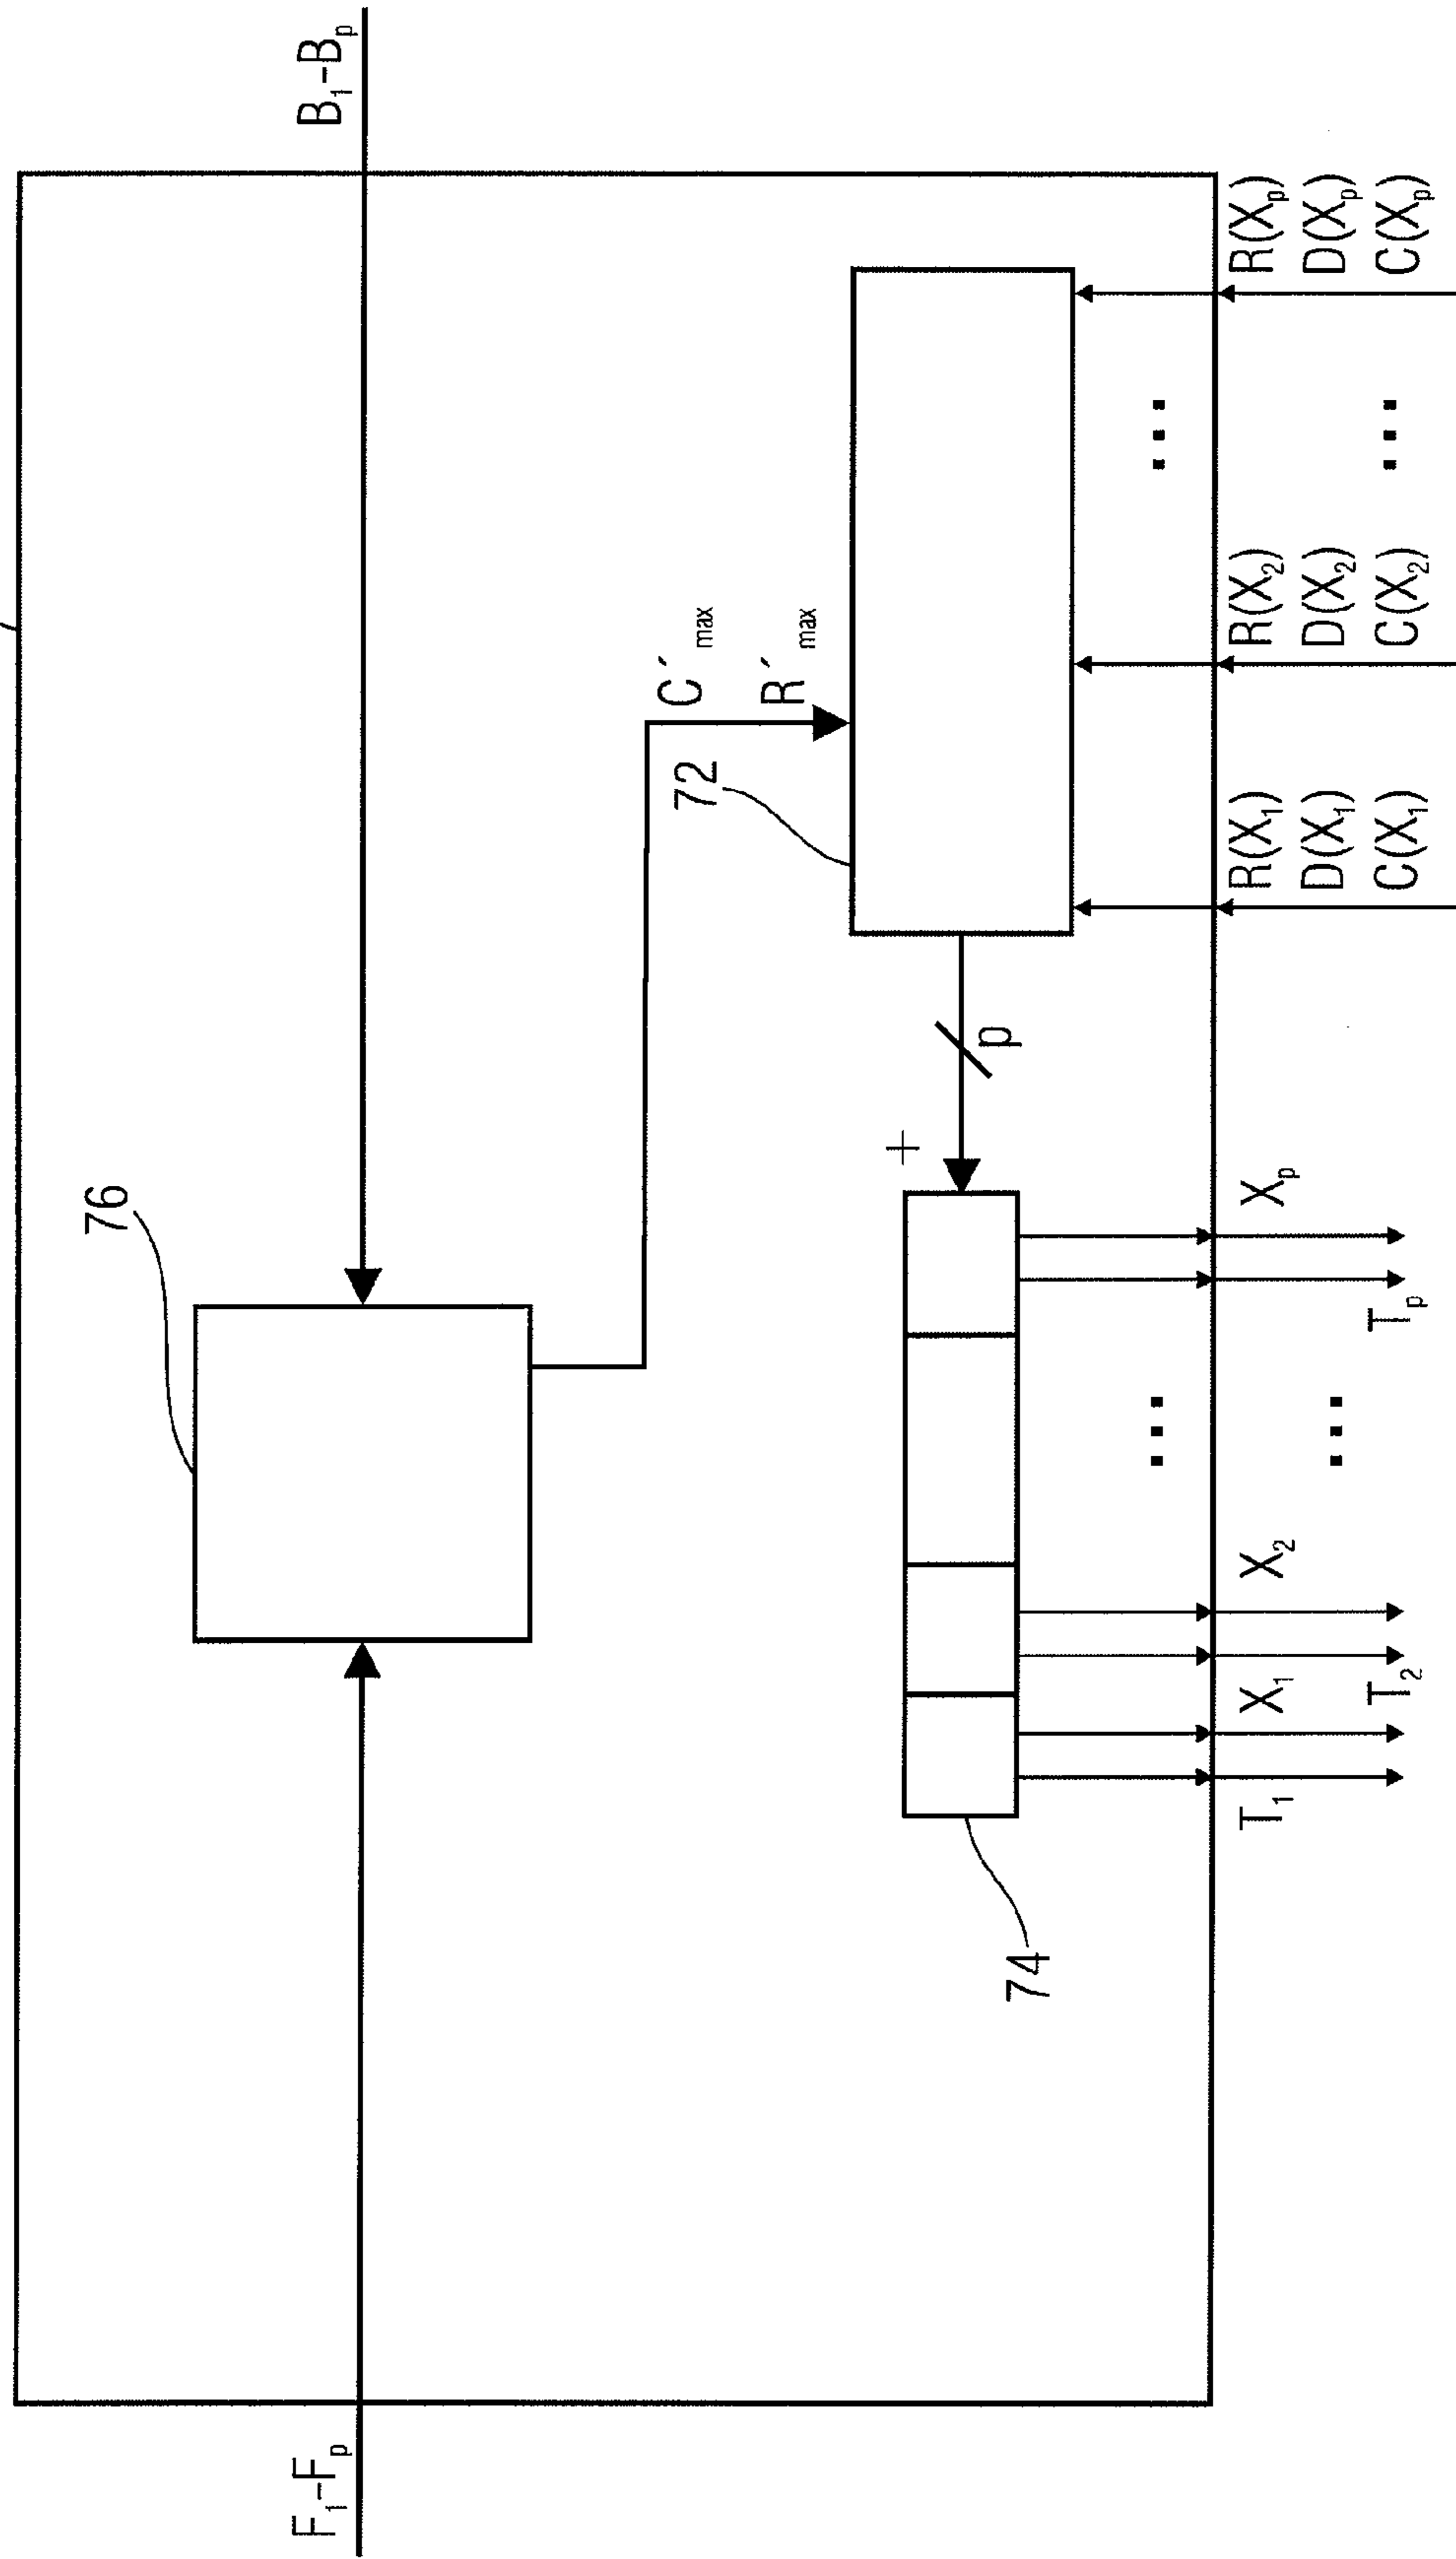 76
F₁-Fₚ
B₁-Bₚ
C´max
72
R´max
+
p
74
T₁ X₁ X₂ Xₚ
T₂ ... Tₚ
R(X₁) R(X₂) R(Xₚ)
D(X₁) D(X₂) D(Xₚ)
C(X₁) C(X₂) ... C(Xₚ)